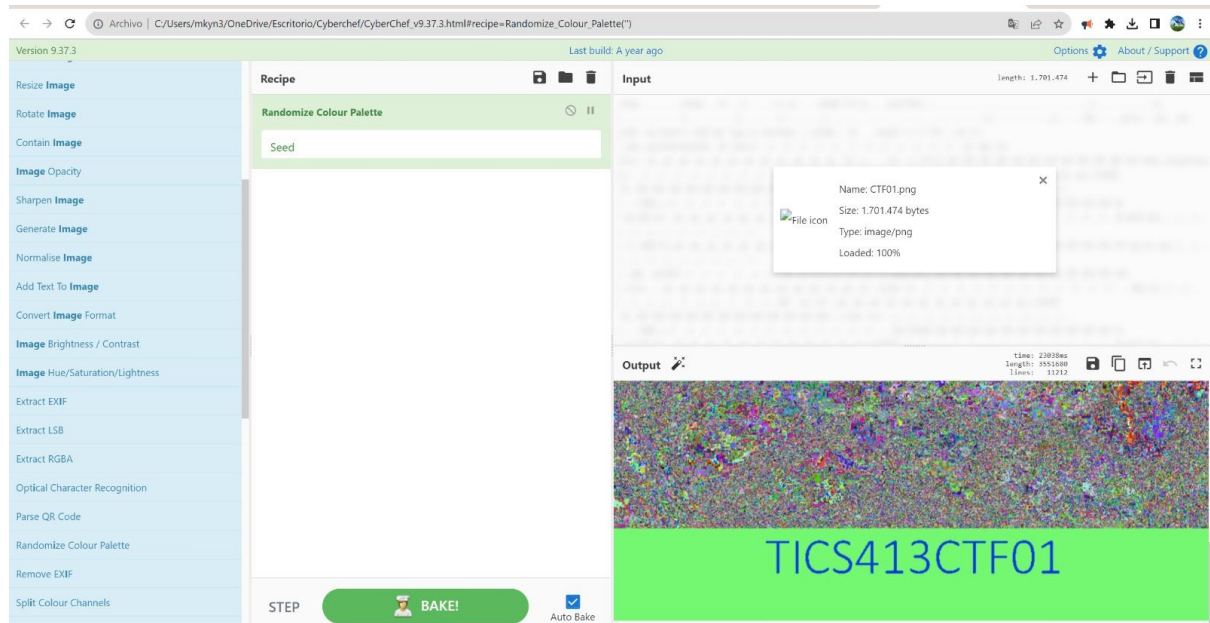 Archivo
C:/Users/mkyn3/OneDrive/Escritorio/Cyberchef/CyberChef_v9.37.3.html#recipe=Randomize_Colour_Palette('')
Version 9.37.3
Last build: A year ago
Options
About / Support
Resize Image
Rotate Image
Contain Image
Image Opacity
Sharpen Image
Generate Image
Normalise Image
Add Text To Image
Convert Image Format
Image Brightness / Contrast
Image Hue/Saturation/Lightness
Extract EXIF
Extract LSB
Extract RGBA
Optical Character Recognition
Parse QR Code
Randomize Colour Palette
Remove EXIF
Split Colour Channels
Recipe
Randomize Colour Palette
Seed
STEP
BAKE!
Auto Bake
Input
length: 1.701.474
File icon
Name: CTF01.png
Size: 1.701.474 bytes
Type: image/png
Loaded: 100%
Output
time: 23038ms
length: 3551680
lines: 11212
TICS413CTF01